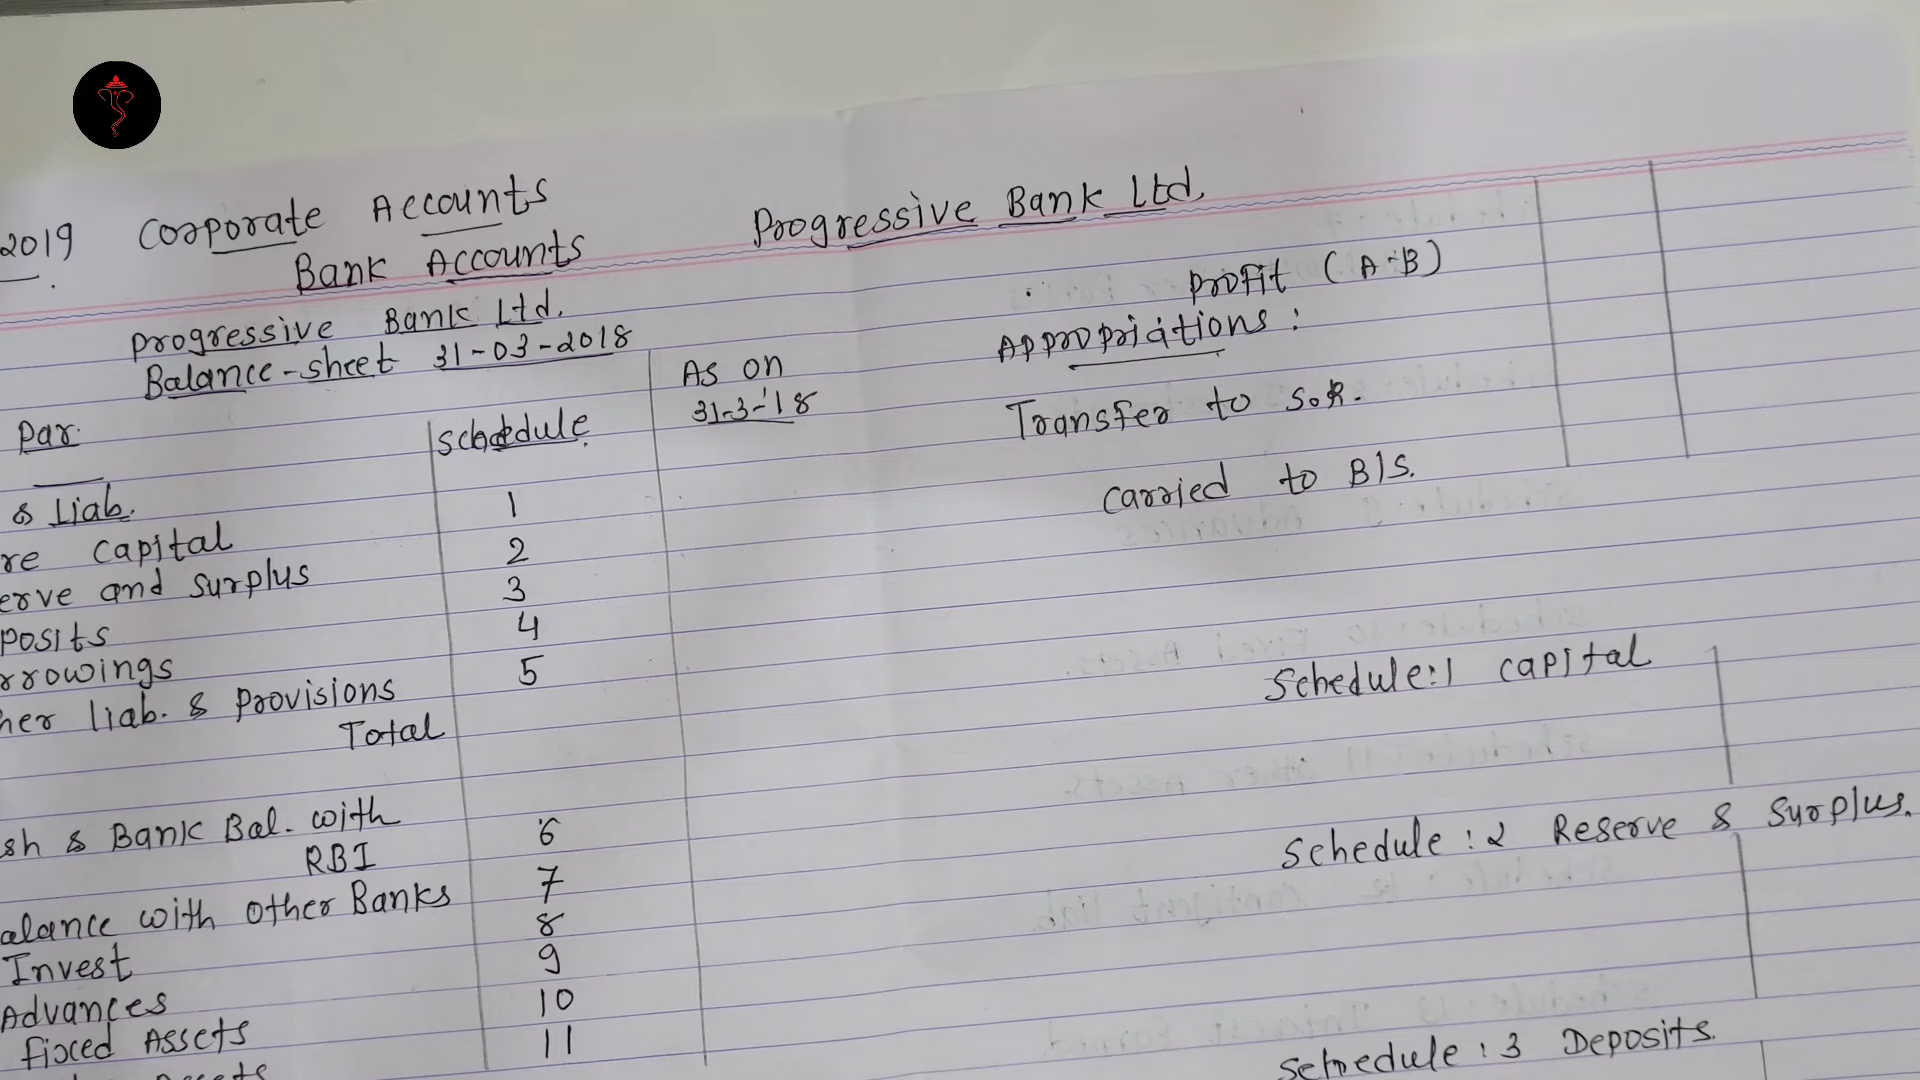 2019 Corporate Accounts
Bank Accounts
Progressive Bank Ltd.
Balance-sheet 31-03-2018
Par.
schedule
As on
31-3-'18
& Liab.
re capital 1
erve and surplus 2
posits 3
rrowings 4
her liab. & provisions 5
Total
sh & Bank Bal. with
RBI 6
alance with other Banks 7
Invest 8
Advances 9
fixed Assets 10
Assets 11
Progressive Bank Ltd.
Profit (A-B)
Appropriations:
Transfer to S.R.
carried to B/S.
Schedule:1 capital
Schedule:2 Reserve & Surplus.
Schedule:3 Deposits.